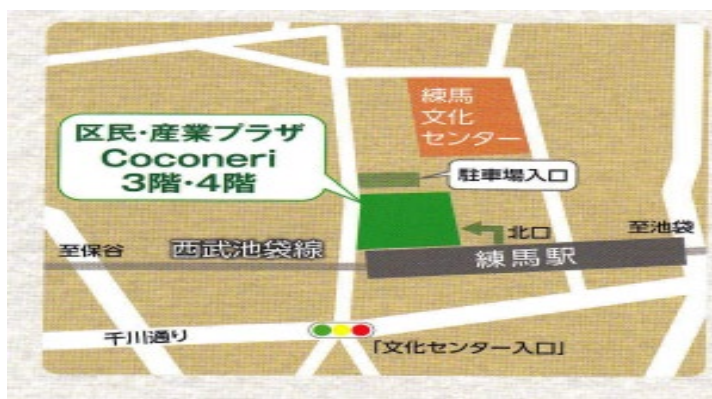 練馬
文化
センター
区民・産業プラザ
Coconeri
3階・4階
駐車場入口
北口
至池袋
至保谷
西武池袋線
練馬駅
千川通り
「文化センター入口」